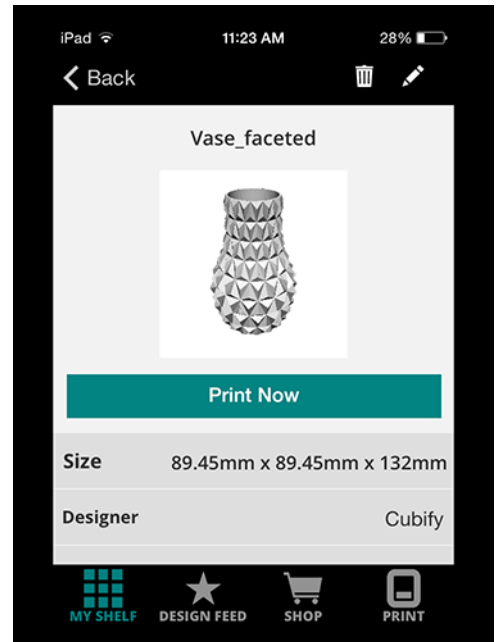 iPad 11:23 AM 28%
Back
Vase_faceted
Print Now
Size 89.45mm x 89.45mm x 132mm
Designer Cubify
MY SHELF DESIGN FEED SHOP PRINT